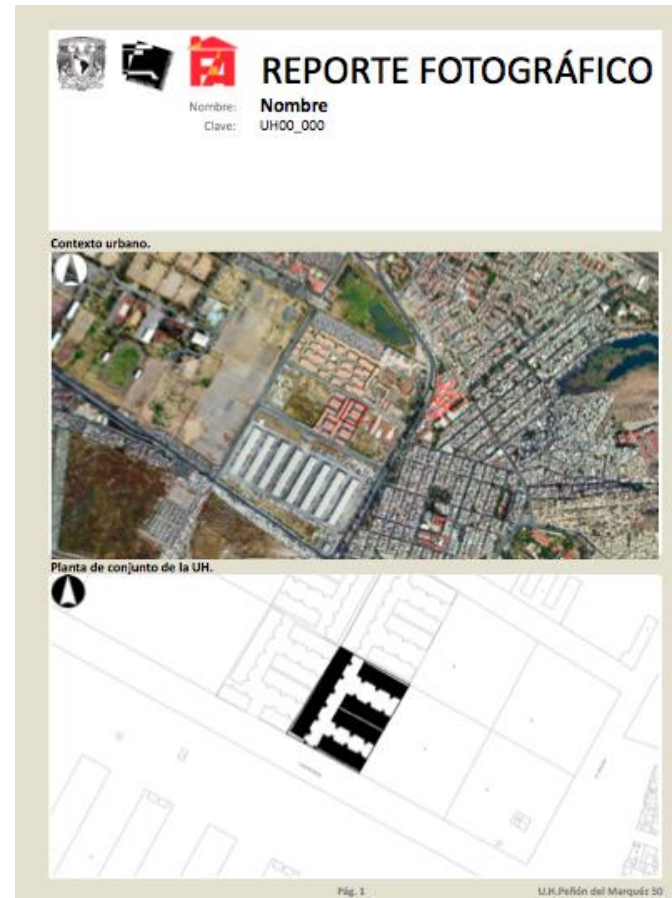 REPORTE FOTOGRÁFICO
Nombre: Nombre
Clave: UH00_000
Contexto urbano.
Planta de conjunto de la UH.
Pág. 1
U.H.Peñón del Marqués 50